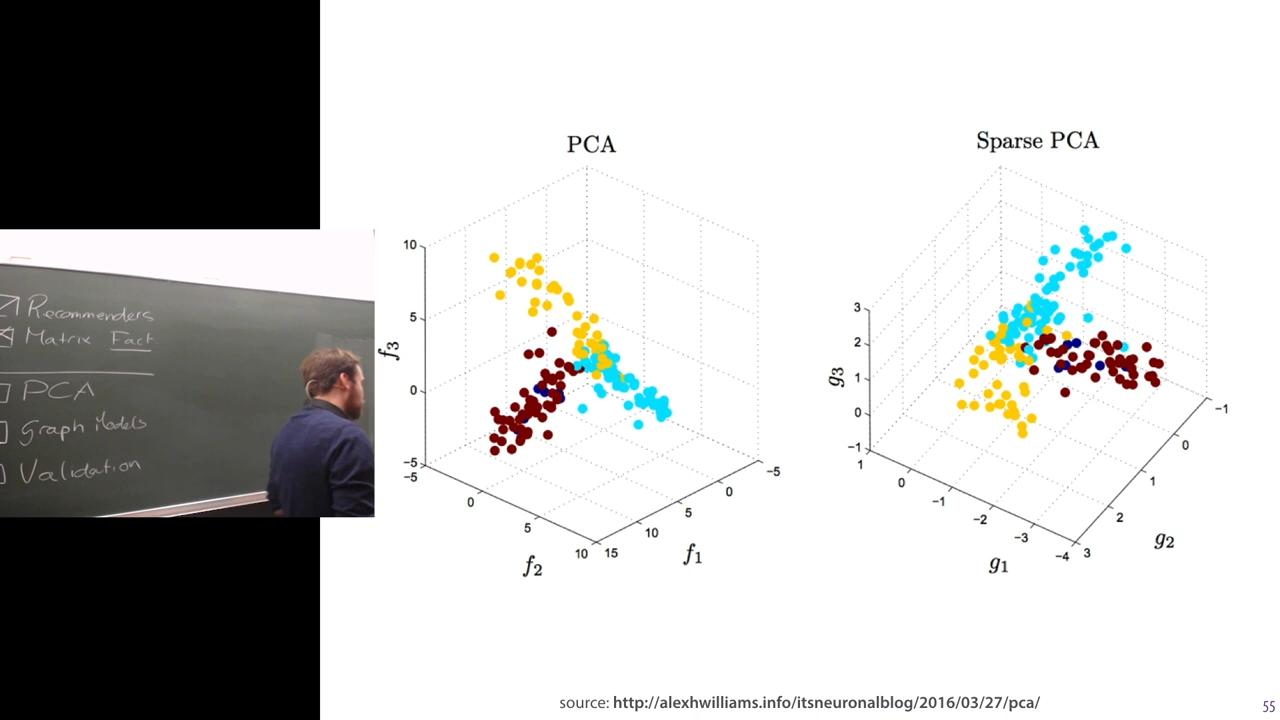 Recommenders
Matrix Fact
PCA
Graph Models
Validation
PCA
10
5
0
−5
f3
−5
0
5
10
f2
15
10
5
0
−5
f1
Sparse PCA
3
2
1
0
−1
g3
1
0
−1
−2
−3
−4
g1
3
2
1
0
−1
g2
source: http://alexhwilliams.info/itsneuronalblog/2016/03/27/pca/
55